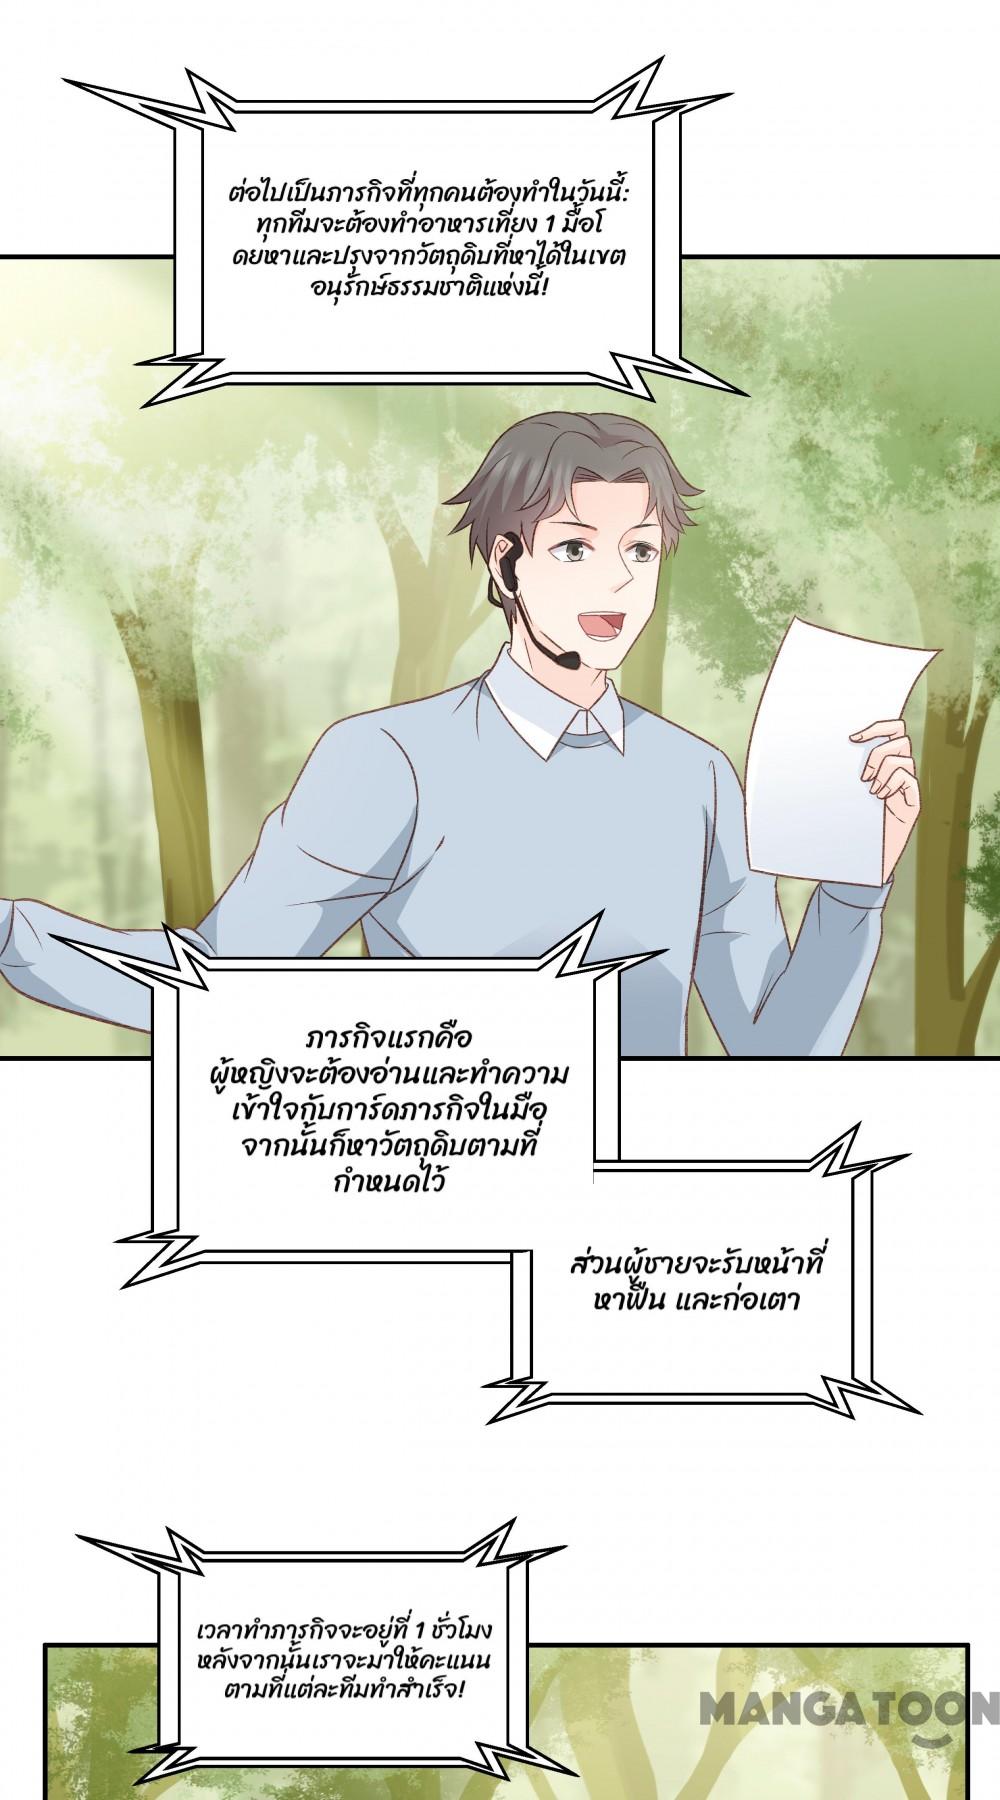 ต่อไปเป็นภารกิจที่ทุกคนต้องทำในวันนี้:
ทุกทีมจะต้องทำอาหารเที่ยง 1 มื้อโ
ดยหาและปรุงจากวัตถุดิบที่หาได้ในเขต
อนุรักษ์ธรรมชาติแห่งนี้!
ภารกิจแรกคือ
ผู้หญิงจะต้องอ่านและทำความ
เข้าใจกับการ์ดภารกิจในมือ
จากนั้นก็หาวัตถุดิบตามที่
กำหนดไว้
ส่วนผู้ชายจะรับหน้าที่
หาฟืน และก่อเตา
เวลาทำภารกิจจะอยู่ที่ 1 ชั่วโมง
หลังจากนั้นเราจะมาให้คะแนน
ตามที่แต่ละทีมทำสำเร็จ!
MANGATOON